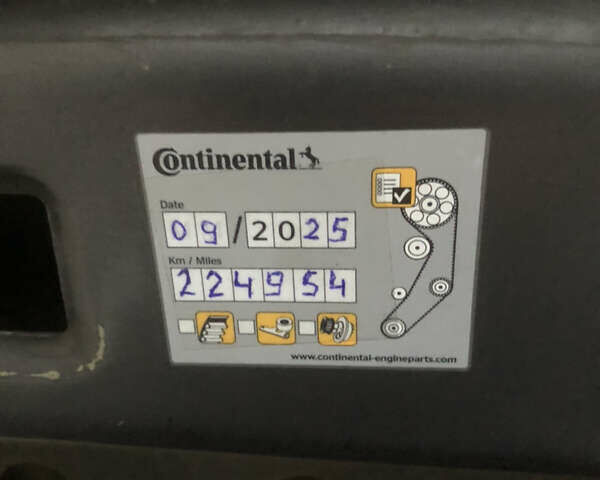 Continental
Date
09/2025
Km / Miles
224954
www.continental-engineparts.com